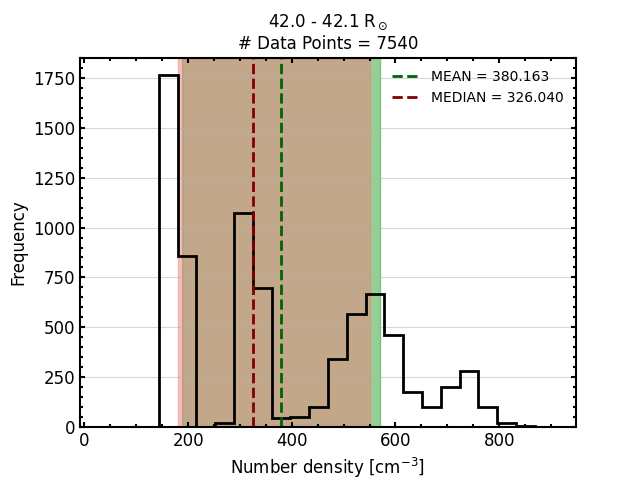 42.0 - 42.1 R⊙
# Data Points = 7540
MEAN = 380.163
MEDIAN = 326.040
Frequency
1750
1500
1250
1000
750
500
250
0
0 200 400 600 800
Number density [cm⁻³]